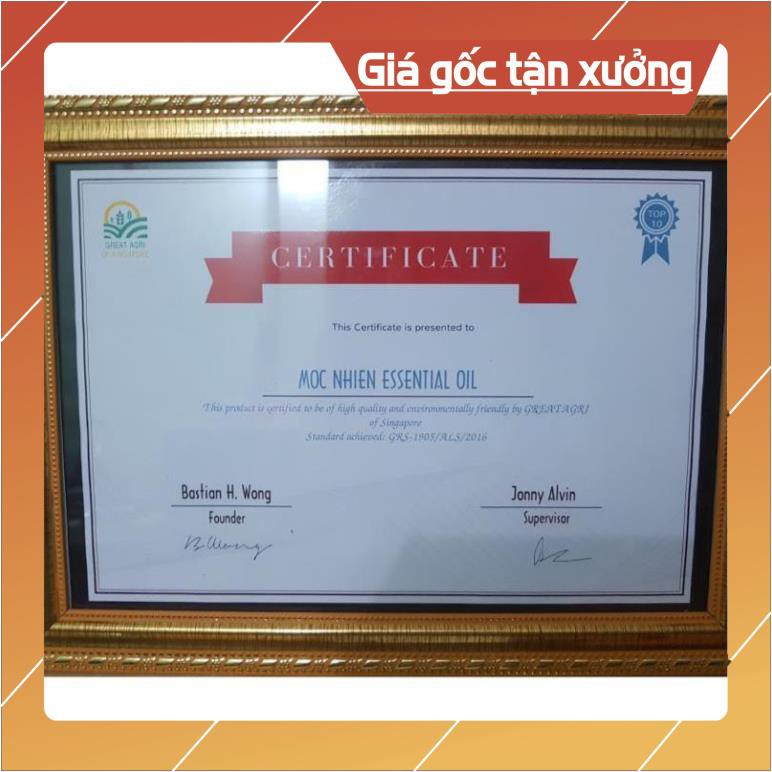 Giá gốc tận xưởng
GREAT AGRI
OF SINGAPORE
TOP
10
CERTIFICATE
This Certificate is presented to
MOC NHIEN ESSENTIAL OIL
This product is certified to be of high quality and environmentally friendly by GREATAGRI
of Singapore
Standard achieved: GRS-1905/ALS/2016
Bastian H. Wong
Founder
Jonny Alvin
Supervisor